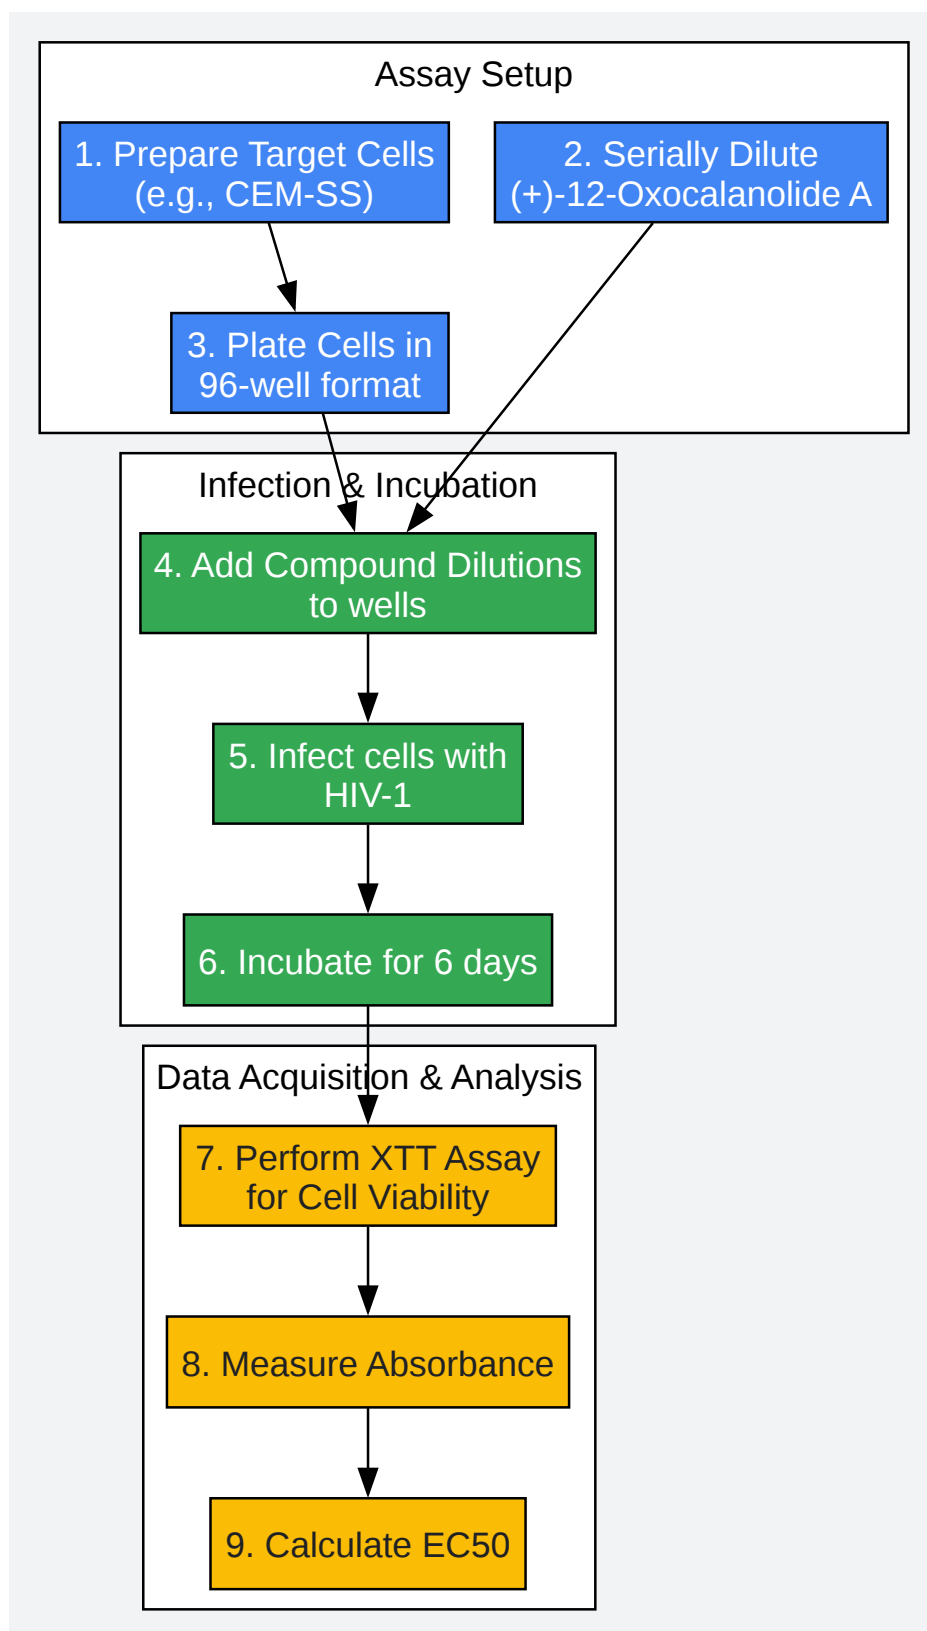 Assay Setup
1. Prepare Target Cells
(e.g., CEM-SS)
2. Serially Dilute
(+)-12-Oxocalanolide A
3. Plate Cells in
96-well format
Infection & Incubation
4. Add Compound Dilutions
to wells
5. Infect cells with
HIV-1
6. Incubate for 6 days
Data Acquisition & Analysis
7. Perform XTT Assay
for Cell Viability
8. Measure Absorbance
9. Calculate EC50